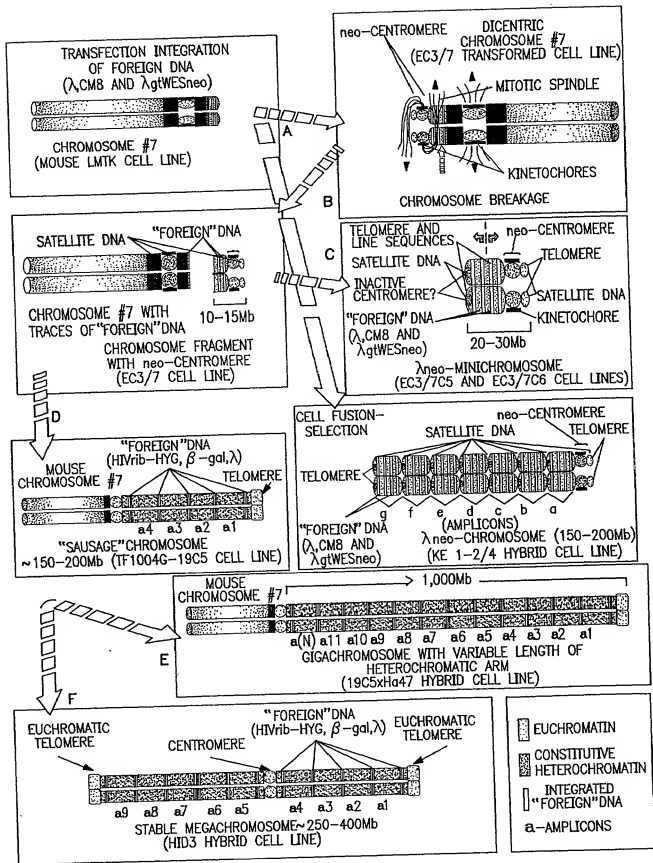 TRANSFECTION INTEGRATION
OF FOREIGN DNA
(λ,CM8 AND λgtWESneo)
CHROMOSOME #7
(MOUSE LMTK CELL LINE)
A
neo-CENTROMERE
DICENTRIC
CHROMOSOME #7
(EC3/7 TRANSFORMED CELL LINE)
MITOTIC SPINDLE
KINETOCHORES
CHROMOSOME BREAKAGE
B
"FOREIGN" DNA
SATELLITE DNA
10-15Mb
CHROMOSOME #7 WITH
TRACES OF "FOREIGN" DNA
CHROMOSOME FRAGMENT
WITH neo-CENTROMERE
(EC3/7 CELL LINE)
C
TELOMERE AND
LINE SEQUENCES
a
neo-CENTROMERE
SATELLITE DNA
TELOMERE
INACTIVE
CENTROMERE?
SATELLITE DNA
"FOREIGN" DNA
(λ,CM8 AND
λgtWESneo)
KINETOCHORE
20-30Mb
λneo-MINICHROMOSOME
(EC3/7C5 AND EC3/7C6 CELL LINES)
D
CELL FUSION-
SELECTION
neo-CENTROMERE
SATELLITE DNA
TELOMERE
TELOMERE
g f e d c b a
"FOREIGN" DNA
(λ,CM8 AND
λgtWESneo)
(AMPLICONS)
λneo-CHROMOSOME (150-200Mb)
(KE 1-2/4 HYBRID CELL LINE)
"FOREIGN" DNA
(HIVrib-HYG, β-gal,λ)
MOUSE
CHROMOSOME #7
TELOMERE
a4 a3 a2 a1
"SAUSAGE" CHROMOSOME
~150-200Mb (TF1004G-19C5 CELL LINE)
MOUSE
CHROMOSOME #7
1,000Mb
E
a(N) a11 a10 a9 a8 a7 a6 a5 a4 a3 a2 a1
GIGACHROMOSOME WITH VARIABLE LENGTH OF
HETEROCHROMATIC ARM
(19C5xHa47 HYBRID CELL LINE)
F
"FOREIGN" DNA
(HIVrib-HYG, β-gal,λ)
EUCHROMATIC
TELOMERE
CENTROMERE
EUCHROMATIC
TELOMERE
a9 a8 a7 a6 a5 a4 a3 a2 a1
STABLE MEGACHROMOSOME~250-400Mb
(HID3 HYBRID CELL LINE)
EUCHROMATIN
CONSTITUTIVE
HETEROCHROMATIN
INTEGRATED
"FOREIGN" DNA
a-AMPLICONS